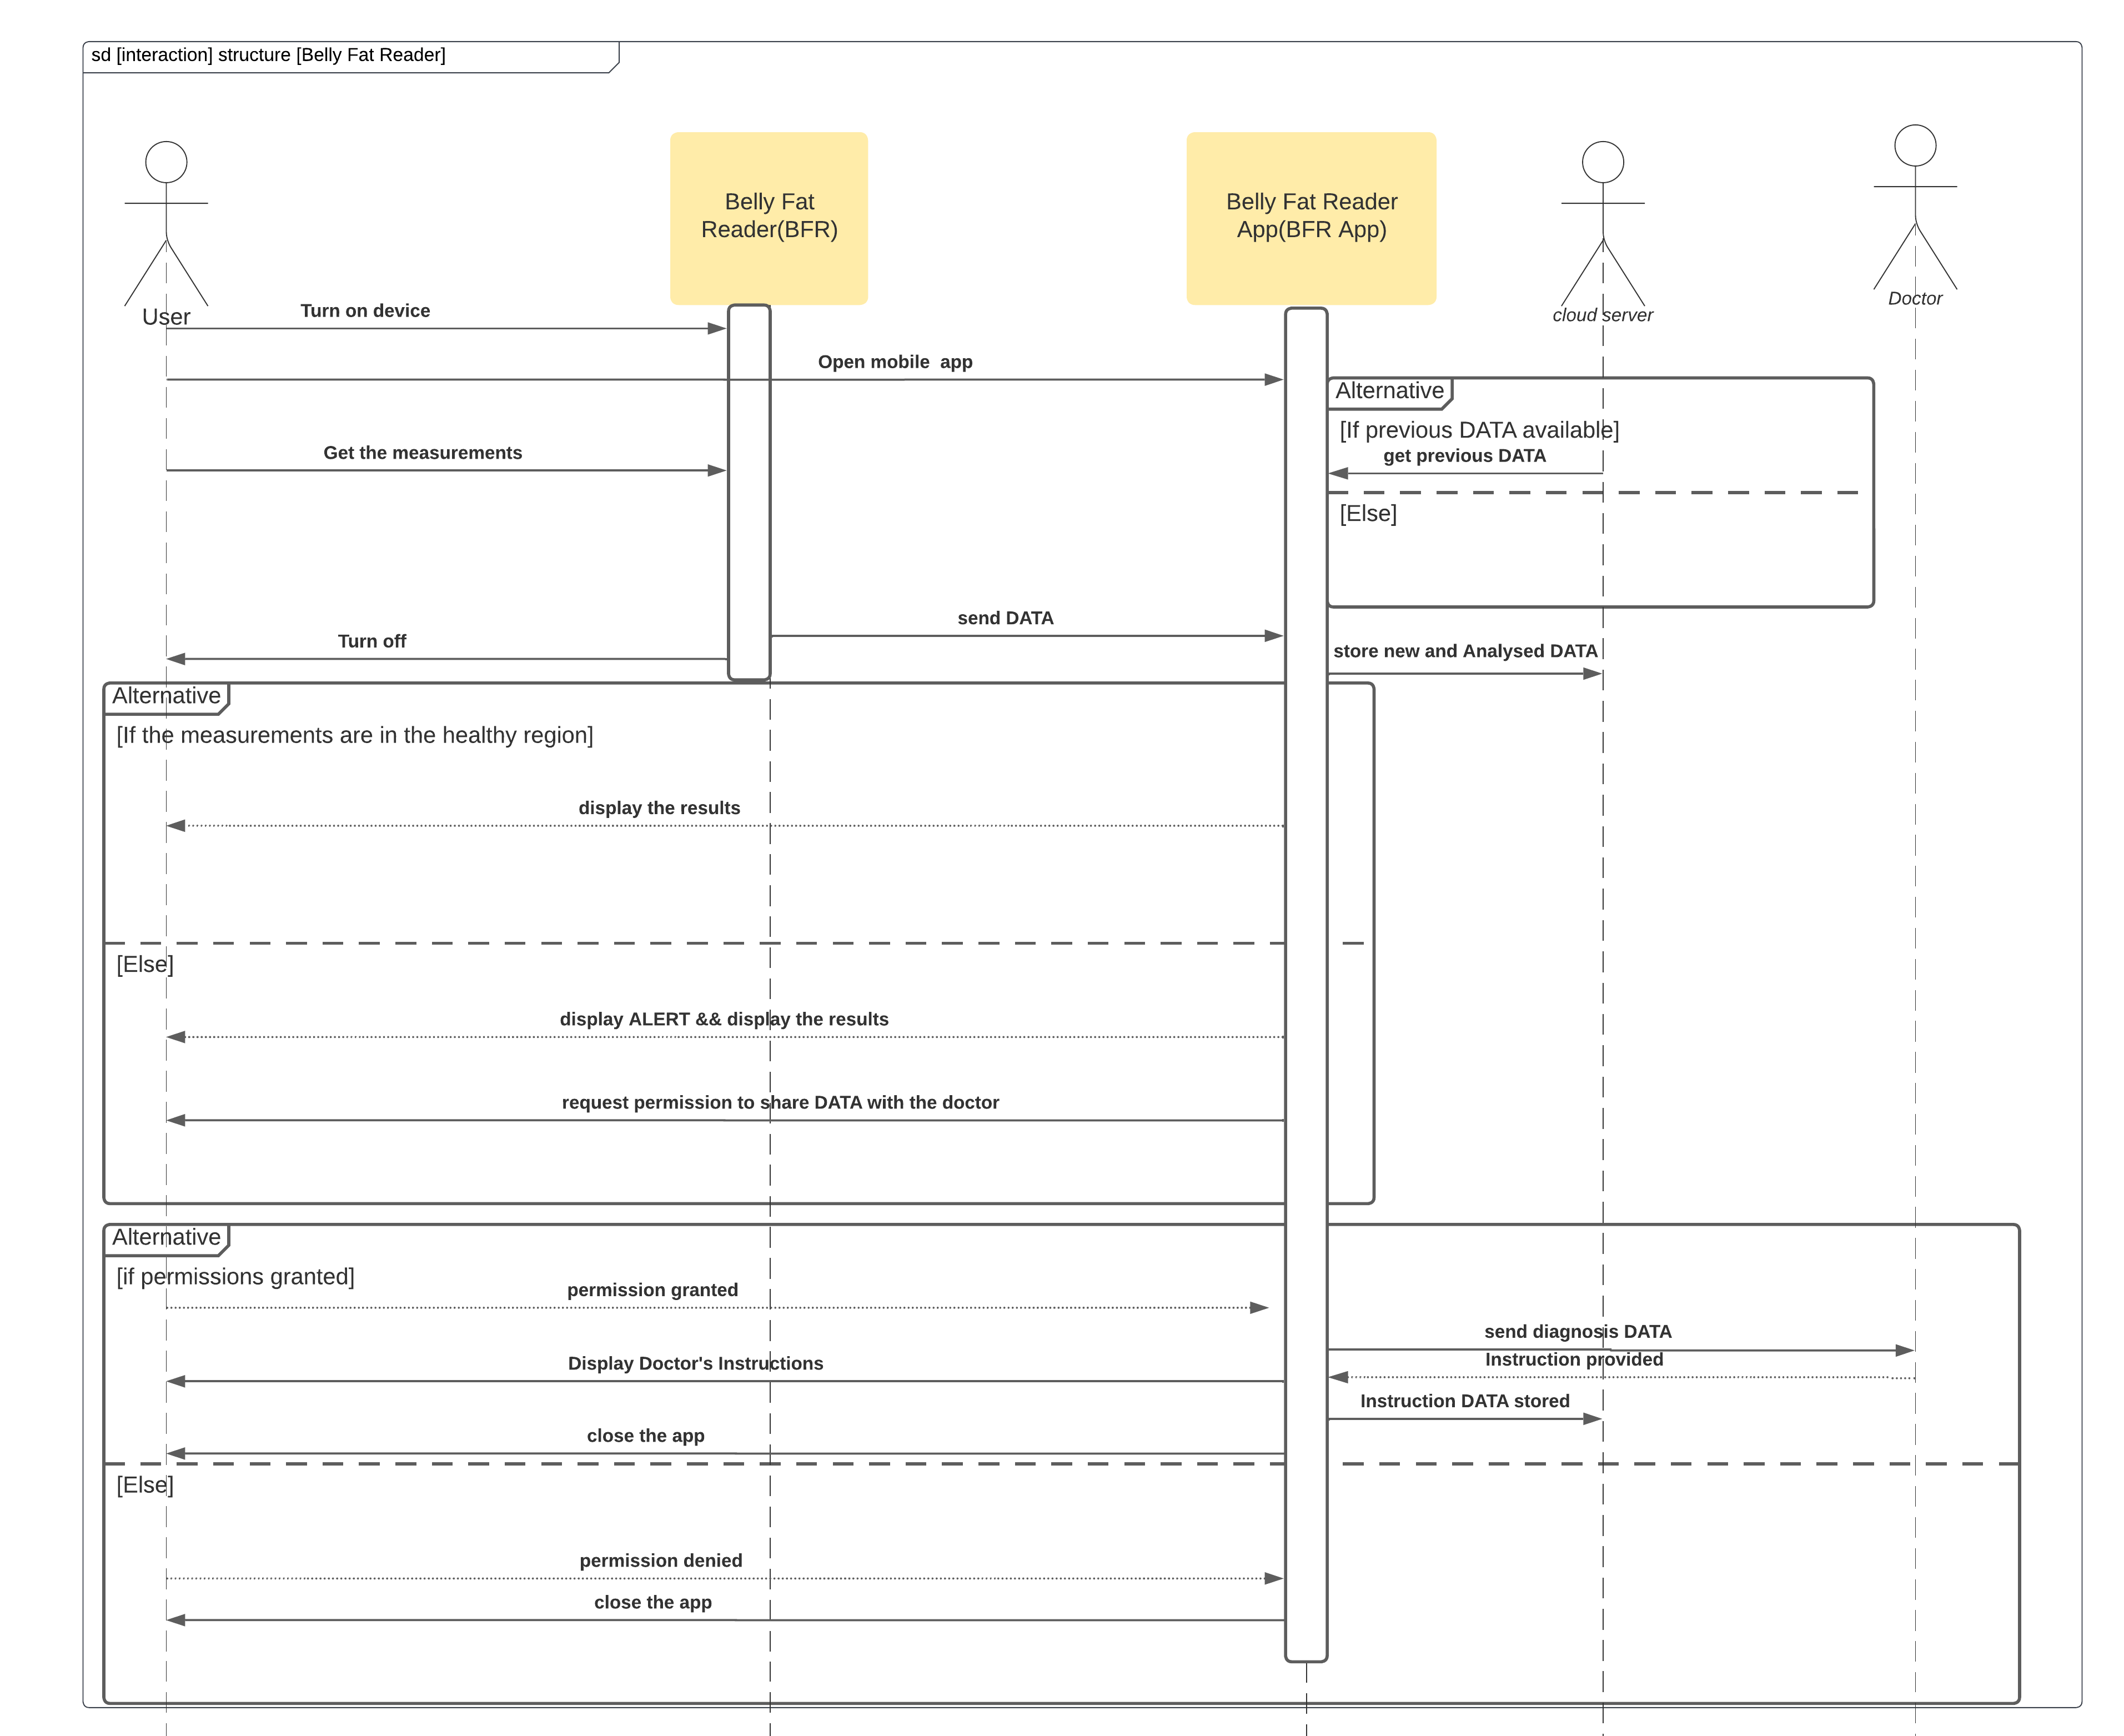 sd [interaction] structure [Belly Fat Reader]
Belly Fat
Reader(BFR)
Belly Fat Reader
App(BFR App)
User
cloud server
Doctor
Turn on device
Open mobile  app
Alternative
[If previous DATA available]
get previous DATA
Get the measurements
[Else]
send DATA
Turn off
store new and Analysed DATA
Alternative
[If the measurements are in the healthy region]
display the results
[Else]
display ALERT && display the results
request permission to share DATA with the doctor
Alternative
[if permissions granted]
permission granted
send diagnosis DATA
Instruction provided
Display Doctor's Instructions
Instruction DATA stored
close the app
[Else]
permission denied
close the app